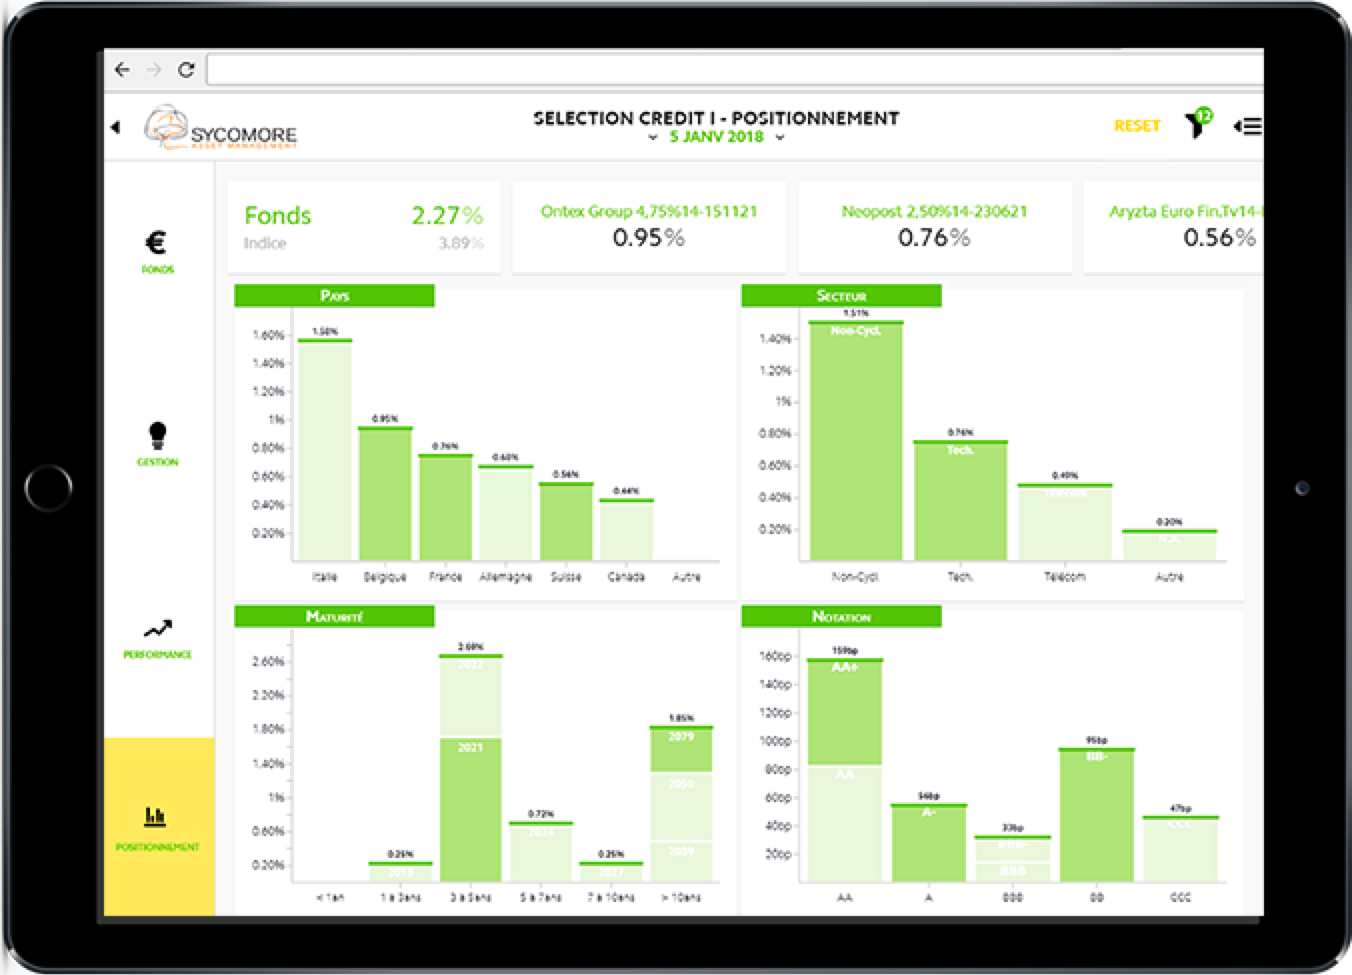 SYCOMORE
ASSET MANAGEMENT
SELECTION CREDIT I - POSITIONNEMENT
5 JANV 2018
RESET
12
FONDS
GESTION
PERFORMANCE
POSITIONNEMENT
Fonds 2.27%
Indice 3.89%
Ontex Group 4,75%14-151121
0.95%
Neopost 2,50%14-230621
0.76%
Aryzta Euro Fin,Tv14-
0.56%
PAYS
1.60%
1.40%
1.20%
1%
0.80%
0.60%
0.40%
0.20%
1.58%
0.95%
0.76%
0.68%
0.56%
0.44%
Italie Belgique France Allemagne Suisse Canada Autre
SECTEUR
1.40%
1.20%
1%
0.80%
0.60%
0.40%
0.20%
1.51%
Non-Cycl.
0.76%
Tech.
0.49%
Télécom
0.20%
N.A.
Non-Cycl. Tech. Télécom Autre
MATURITÉ
2.60%
2.20%
1.80%
1.40%
1%
0.60%
0.20%
0.25%
2018
2.69%
2022
2021
0.72%
2024
0.25%
2027
1.85%
2079
2050
2039
< 1an 1 à 3ans 3 à 5ans 5 à 7ans 7 à 10ans > 10ans
NOTATION
160bp
140bp
120bp
100bp
80bp
60bp
40bp
20bp
159bp
AA+
AA
56bp
A-
33bp
BBB-
BBB
95bp
BB-
47bp
CCC
AA A BBB BB CCC